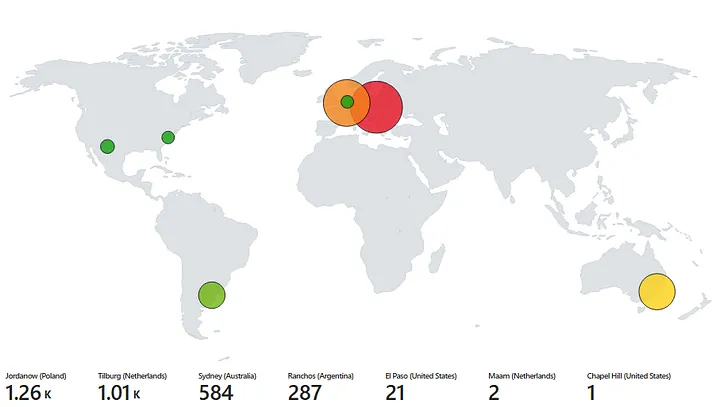 Jordanow (Poland) Tilburg (Netherlands) Sydney (Australia) Ranchos (Argentina) El Paso (United States) Maam (Netherlands) Chapel Hill (United States)
1.26 K 1.01 K 584 287 21 2 1